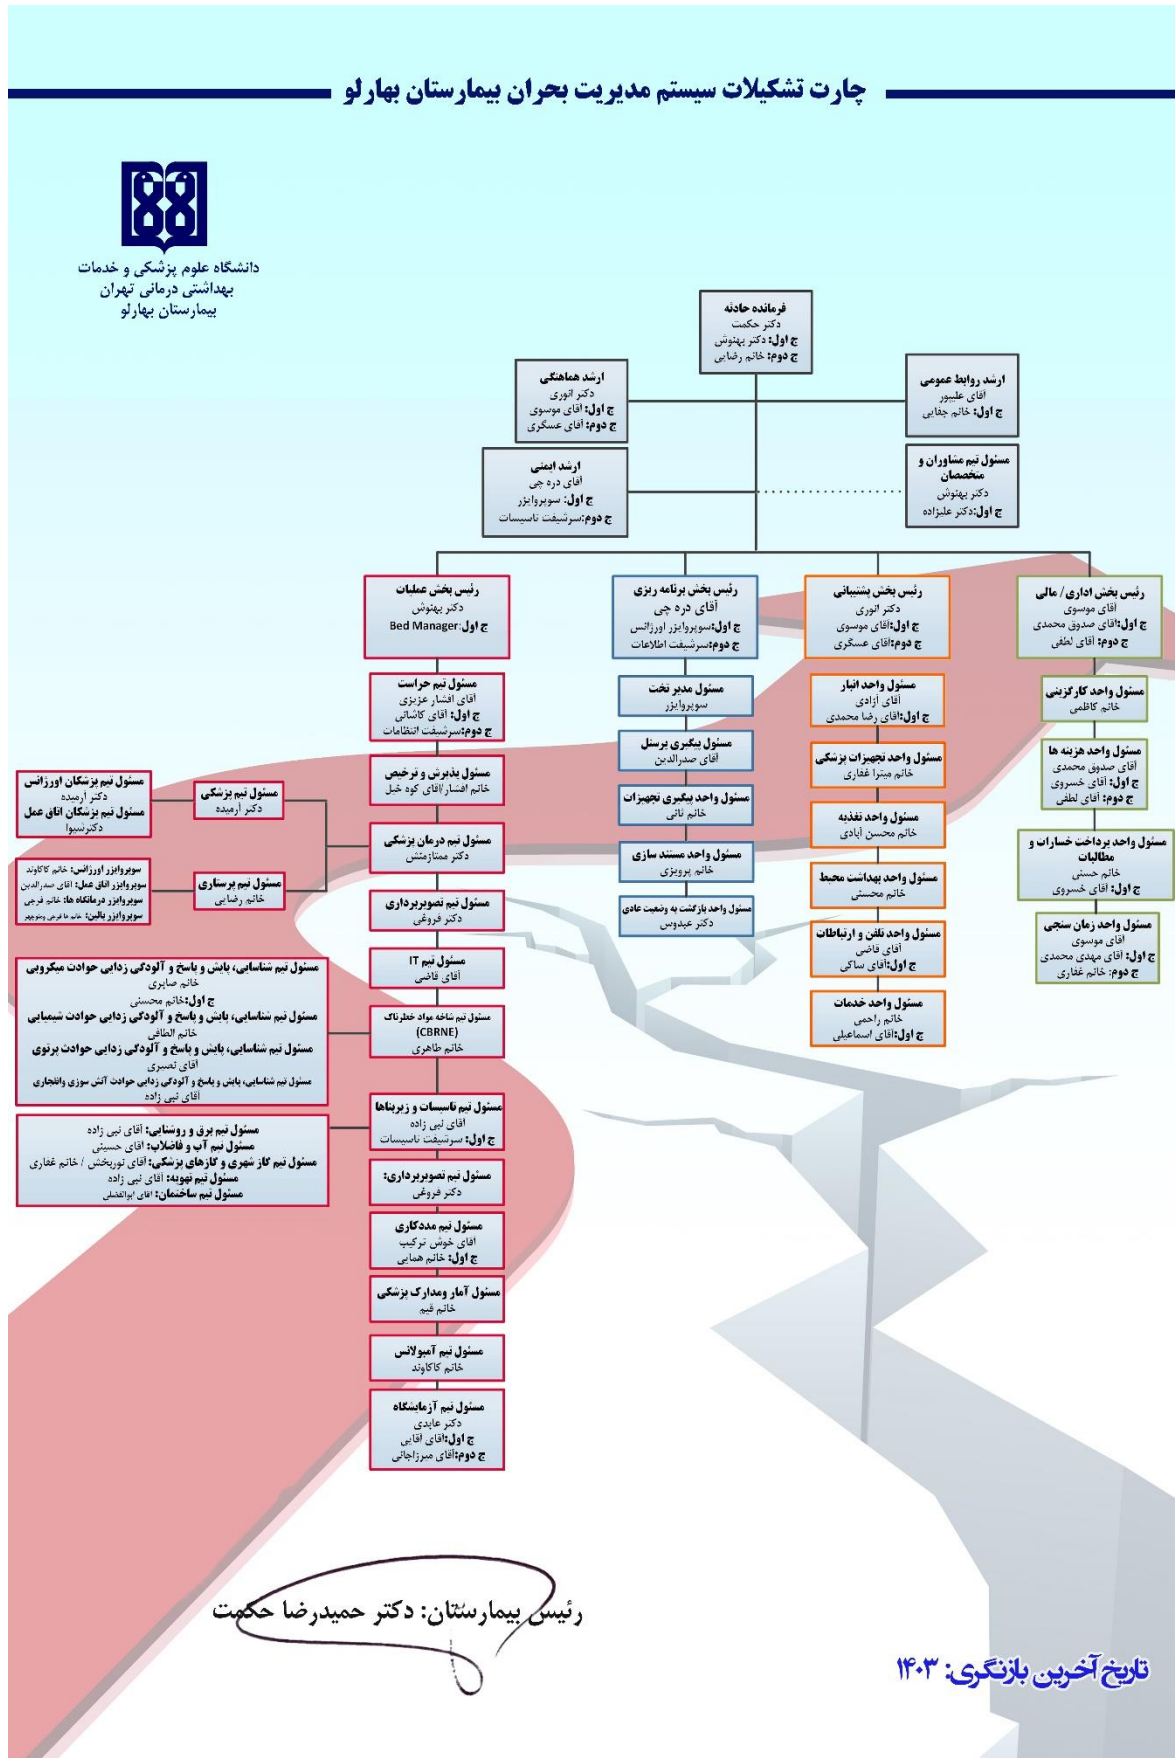 چارت تشکیلات سیستم مدیریت بحران بیمارستان بهارلو
دانشگاه علوم پزشکی و خدمات
بهداشتی درمانی تهران
بیمارستان بهارلو
فرمانده حادثه
دکتر حکمت
ج اول: دکتر بهنوش
ج دوم: خانم رضایی
ارشد روابط عمومی
آقای علیپور
ج اول: خانم جفایی
ارشد هماهنگی
دکتر انوری
ج اول: آقای موسوی
ج دوم: آقای عسگری
مسئول تیم مشاوران و
متخصصان
دکتر بهنوش
ج اول:دکتر علیزاده
ارشد ایمنی
آقای دره چی
ج اول: سوپروایزر
ج دوم:سرشیفت تاسیسات
رئیس بخش اداری/ مالی
آقای موسوی
ج اول:آقای صدوق محمدی
ج دوم: آقای لطفی
مسئول واحد کارگزینی
خانم کاظمی
مسئول واحد هزینه ها
آقای صدوق محمدی
ج اول: آقای خسروی
ج دوم: آقای لطفی
مسئول واحد پرداخت خسارات و
مطالبات
خانم حسنی
ج اول: آقای خسروی
مسئول واحد زمان سنجی
آقای موسوی
ج اول: آقای مهدی محمدی
ج دوم: خانم غفاری
رئیس بخش پشتیبانی
دکتر انوری
ج اول:آقای موسوی
ج دوم:آقای عسگری
مسئول واحد انبار
آقای آزادی
ج اول:آقای رضا محمدی
مسئول واحد تجهیزات پزشکی
خانم میترا غفاری
مسئول واحد تغذیه
خانم محسن آبادی
مسئول واحد بهداشت محیط
خانم محسنی
مسئول واحد تلفن و ارتباطات
آقای قاضی
ج اول:آقای ساکی
مسئول واحد خدمات
خانم راحمی
ج اول:آقای اسماعیلی
رئیس بخش برنامه ریزی
آقای دره چی
ج اول:سوپروایزر اورژانس
ج دوم:سرشیفت اطلاعات
مسئول مدیر تخت
سوپروایزر
مسئول پیگیری پرسنل
آقای صدرالدین
مسئول واحد پیگیری تجهیزات
خانم ثانی
مسئول واحد مستند سازی
خانم پرویزی
مسئول واحد بازگشت به وضعیت عادی
دکتر عبدوس
رئیس بخش عملیات
دکتر بهنوش
ج اول:Bed Manager
مسئول تیم حراست
آقای افشار عزیزی
ج اول: آقای کاشانی
ج دوم:سرشیفت انتظامات
مسئول پذیرش و ترخیص
خانم افشار/آقای کوه خیل
مسئول تیم درمان پزشکی
دکتر ممتازمنش
مسئول تیم پزشکی
دکتر آرمیده
مسئول تیم پزشکان اورژانس
دکتر آرمیده
مسئول تیم پزشکان اتاق عمل
دکترشیوا
مسئول تیم پرستاری
خانم رضایی
سوپروایزر اورژانس: خانم کاکاوند
سوپروایزر اتاق عمل: آقای صدرالدین
سوپروایزر درمانگاه ها: خانم فرجی
سوپروایزر بالین: خانم ها فرجی ومنوچهر
مسئول تیم تصویربرداری
دکتر فروغی
مسئول تیم IT
آقای قاضی
مسئول تیم شاخه مواد خطرناک
(CBRNE)
خانم طاهری
مسئول تیم شناسایی، پایش و پاسخ و آلودگی زدایی حوادث میکروبی
خانم صابری
ج اول:خانم محسنی
مسئول تیم شناسایی، پایش و پاسخ و آلودگی زدایی حوادث شیمیایی
خانم الطافی
مسئول تیم شناسایی، پایش و پاسخ و آلودگی زدایی حوادث پرتوی
آقای نصیری
مسئول تیم شناسایی، پایش و پاسخ و آلودگی زدایی حوادث آتش سوزی وانفجاری
آقای نبی زاده
مسئول تیم تاسیسات و زیربناها
آقای نبی زاده
ج اول: سرشیفت تاسیسات
مسئول تیم برق و روشنایی: آقای نبی زاده
مسئول تیم آب و فاضلاب: آقای حسینی
مسئول تیم گاز شهری و گازهای پزشکی: آقای نوربخش / خانم غفاری
مسئول تیم تهویه: آقای نبی زاده
مسئول تیم ساختمان: آقای ابوالفضلی
مسئول تیم تصویربرداری:
دکتر فروغی
مسئول تیم مددکاری
آقای خوش ترکیب
ج اول: خانم همایی
مسئول آمار ومدارک پزشکی
خانم قیم
مسئول تیم آمبولانس
خانم کاکاوند
مسئول تیم آزمایشگاه
دکتر عابدی
ج اول:آقای آقایی
ج دوم:آقای میرزاجانی
رئیس بیمارستان: دکتر حمیدرضا حکمت
تاریخ آخرین بازنگری: ۱۴۰۳